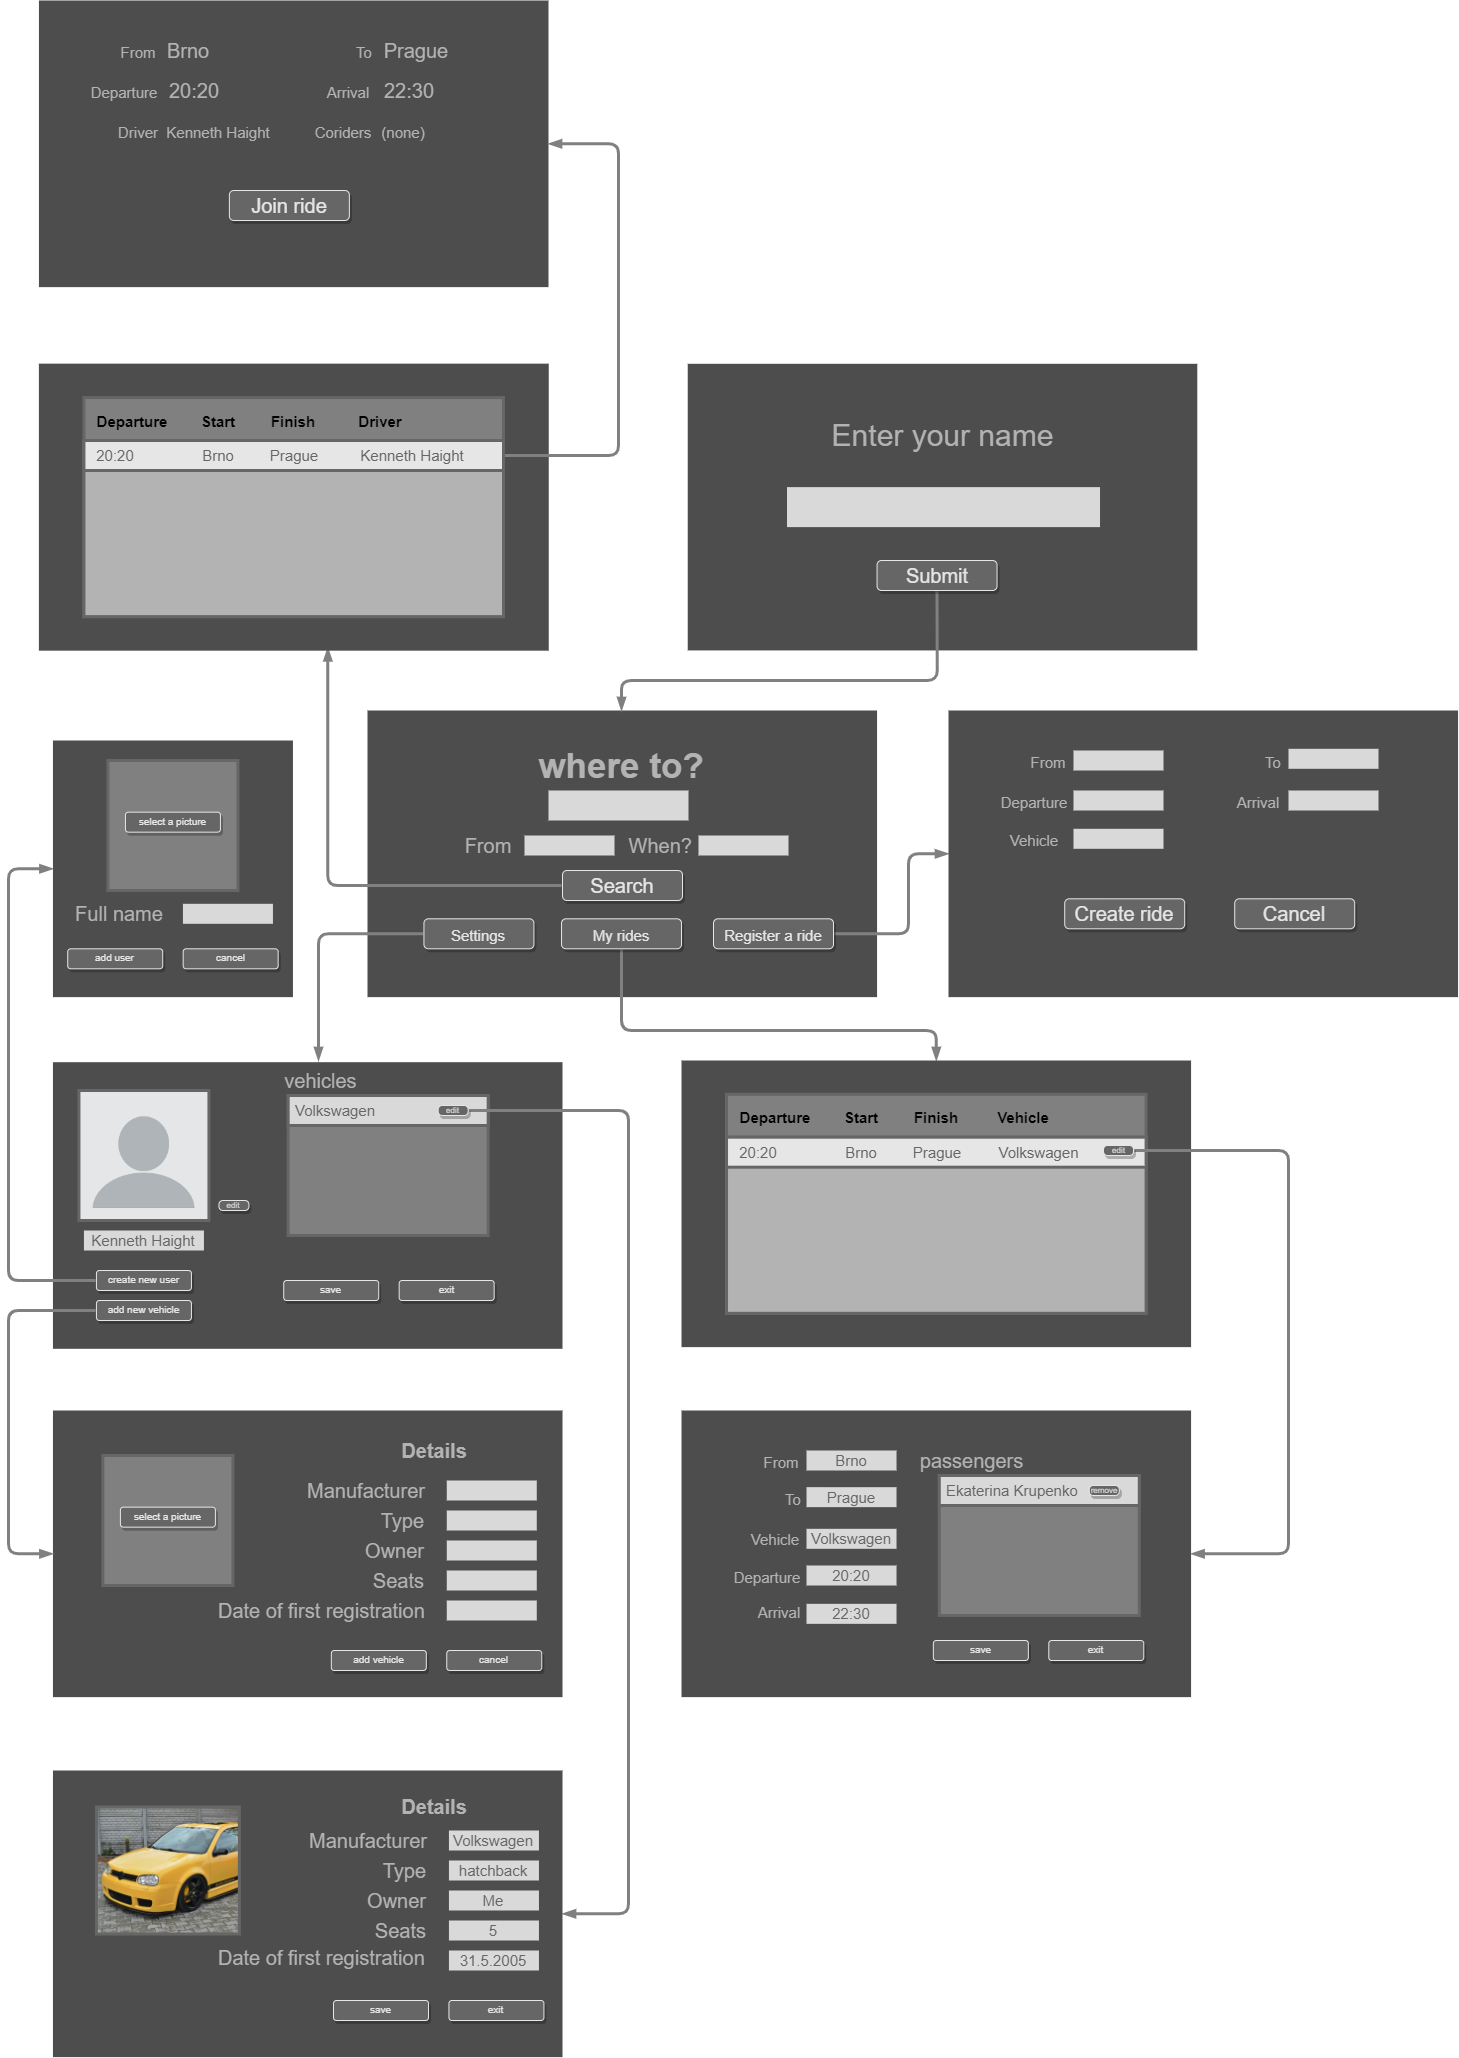 From Brno To Prague
Departure 20:20 Arrival 22:30
Driver Kenneth Haight Coriders (none)
Join ride
Departure Start Finish Driver
20:20 Brno Prague Kenneth Haight
Enter your name
Submit
where to?
From When?
Search
Settings My rides Register a ride
select a picture
Full name
add user cancel
From To
Departure Arrival
Vehicle
Create ride Cancel
vehicles
Volkswagen edit
edit
Kenneth Haight
create new user
add new vehicle
save exit
Departure Start Finish Vehicle
20:20 Brno Prague Volkswagen edit
Details
select a picture
Manufacturer
Type
Owner
Seats
Date of first registration
add vehicle cancel
From Brno
To Prague
Vehicle Volkswagen
Departure 20:20
Arrival 22:30
passengers
Ekaterina Krupenko remove
save exit
Details
Manufacturer Volkswagen
Type hatchback
Owner Me
Seats 5
Date of first registration 31.5.2005
save exit